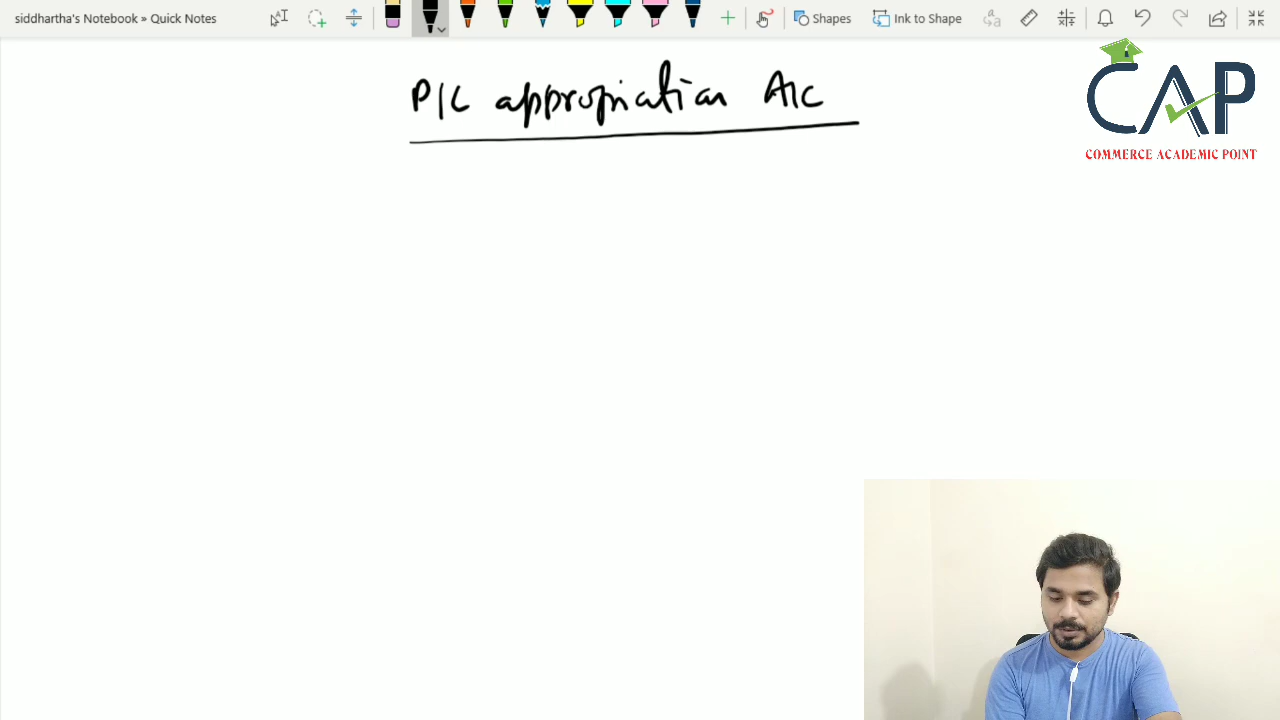 siddhartha's Notebook » Quick Notes
Shapes
Ink to Shape
P/L appropriation A/C
CAP
COMMERCE ACADEMIC POINT